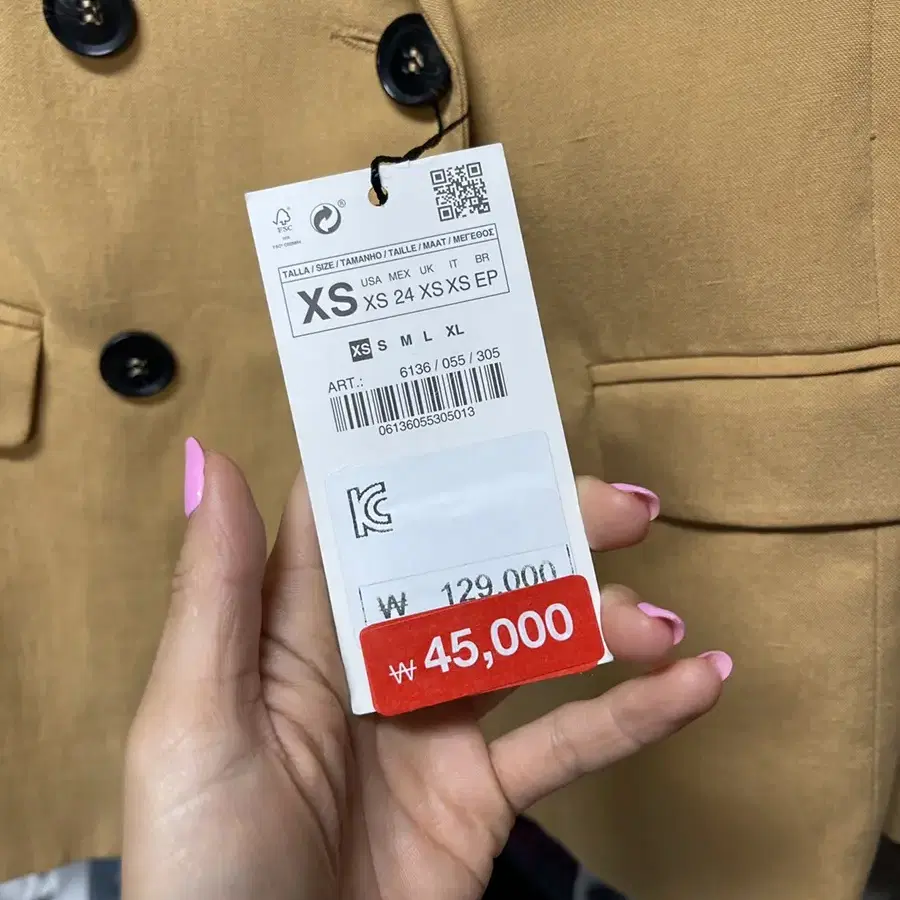 FSC
®
TALLA / SIZE / TAMANHO / TAILLE / MAAT / ΜΕΓΕΘΟΣ
XS
USA MEX UK IT BR
XS 24 XS XS EP
XS S M L XL
ART.: 6136 / 055 / 305
06136055305013
KC
₩ 129,000
₩ 45,000